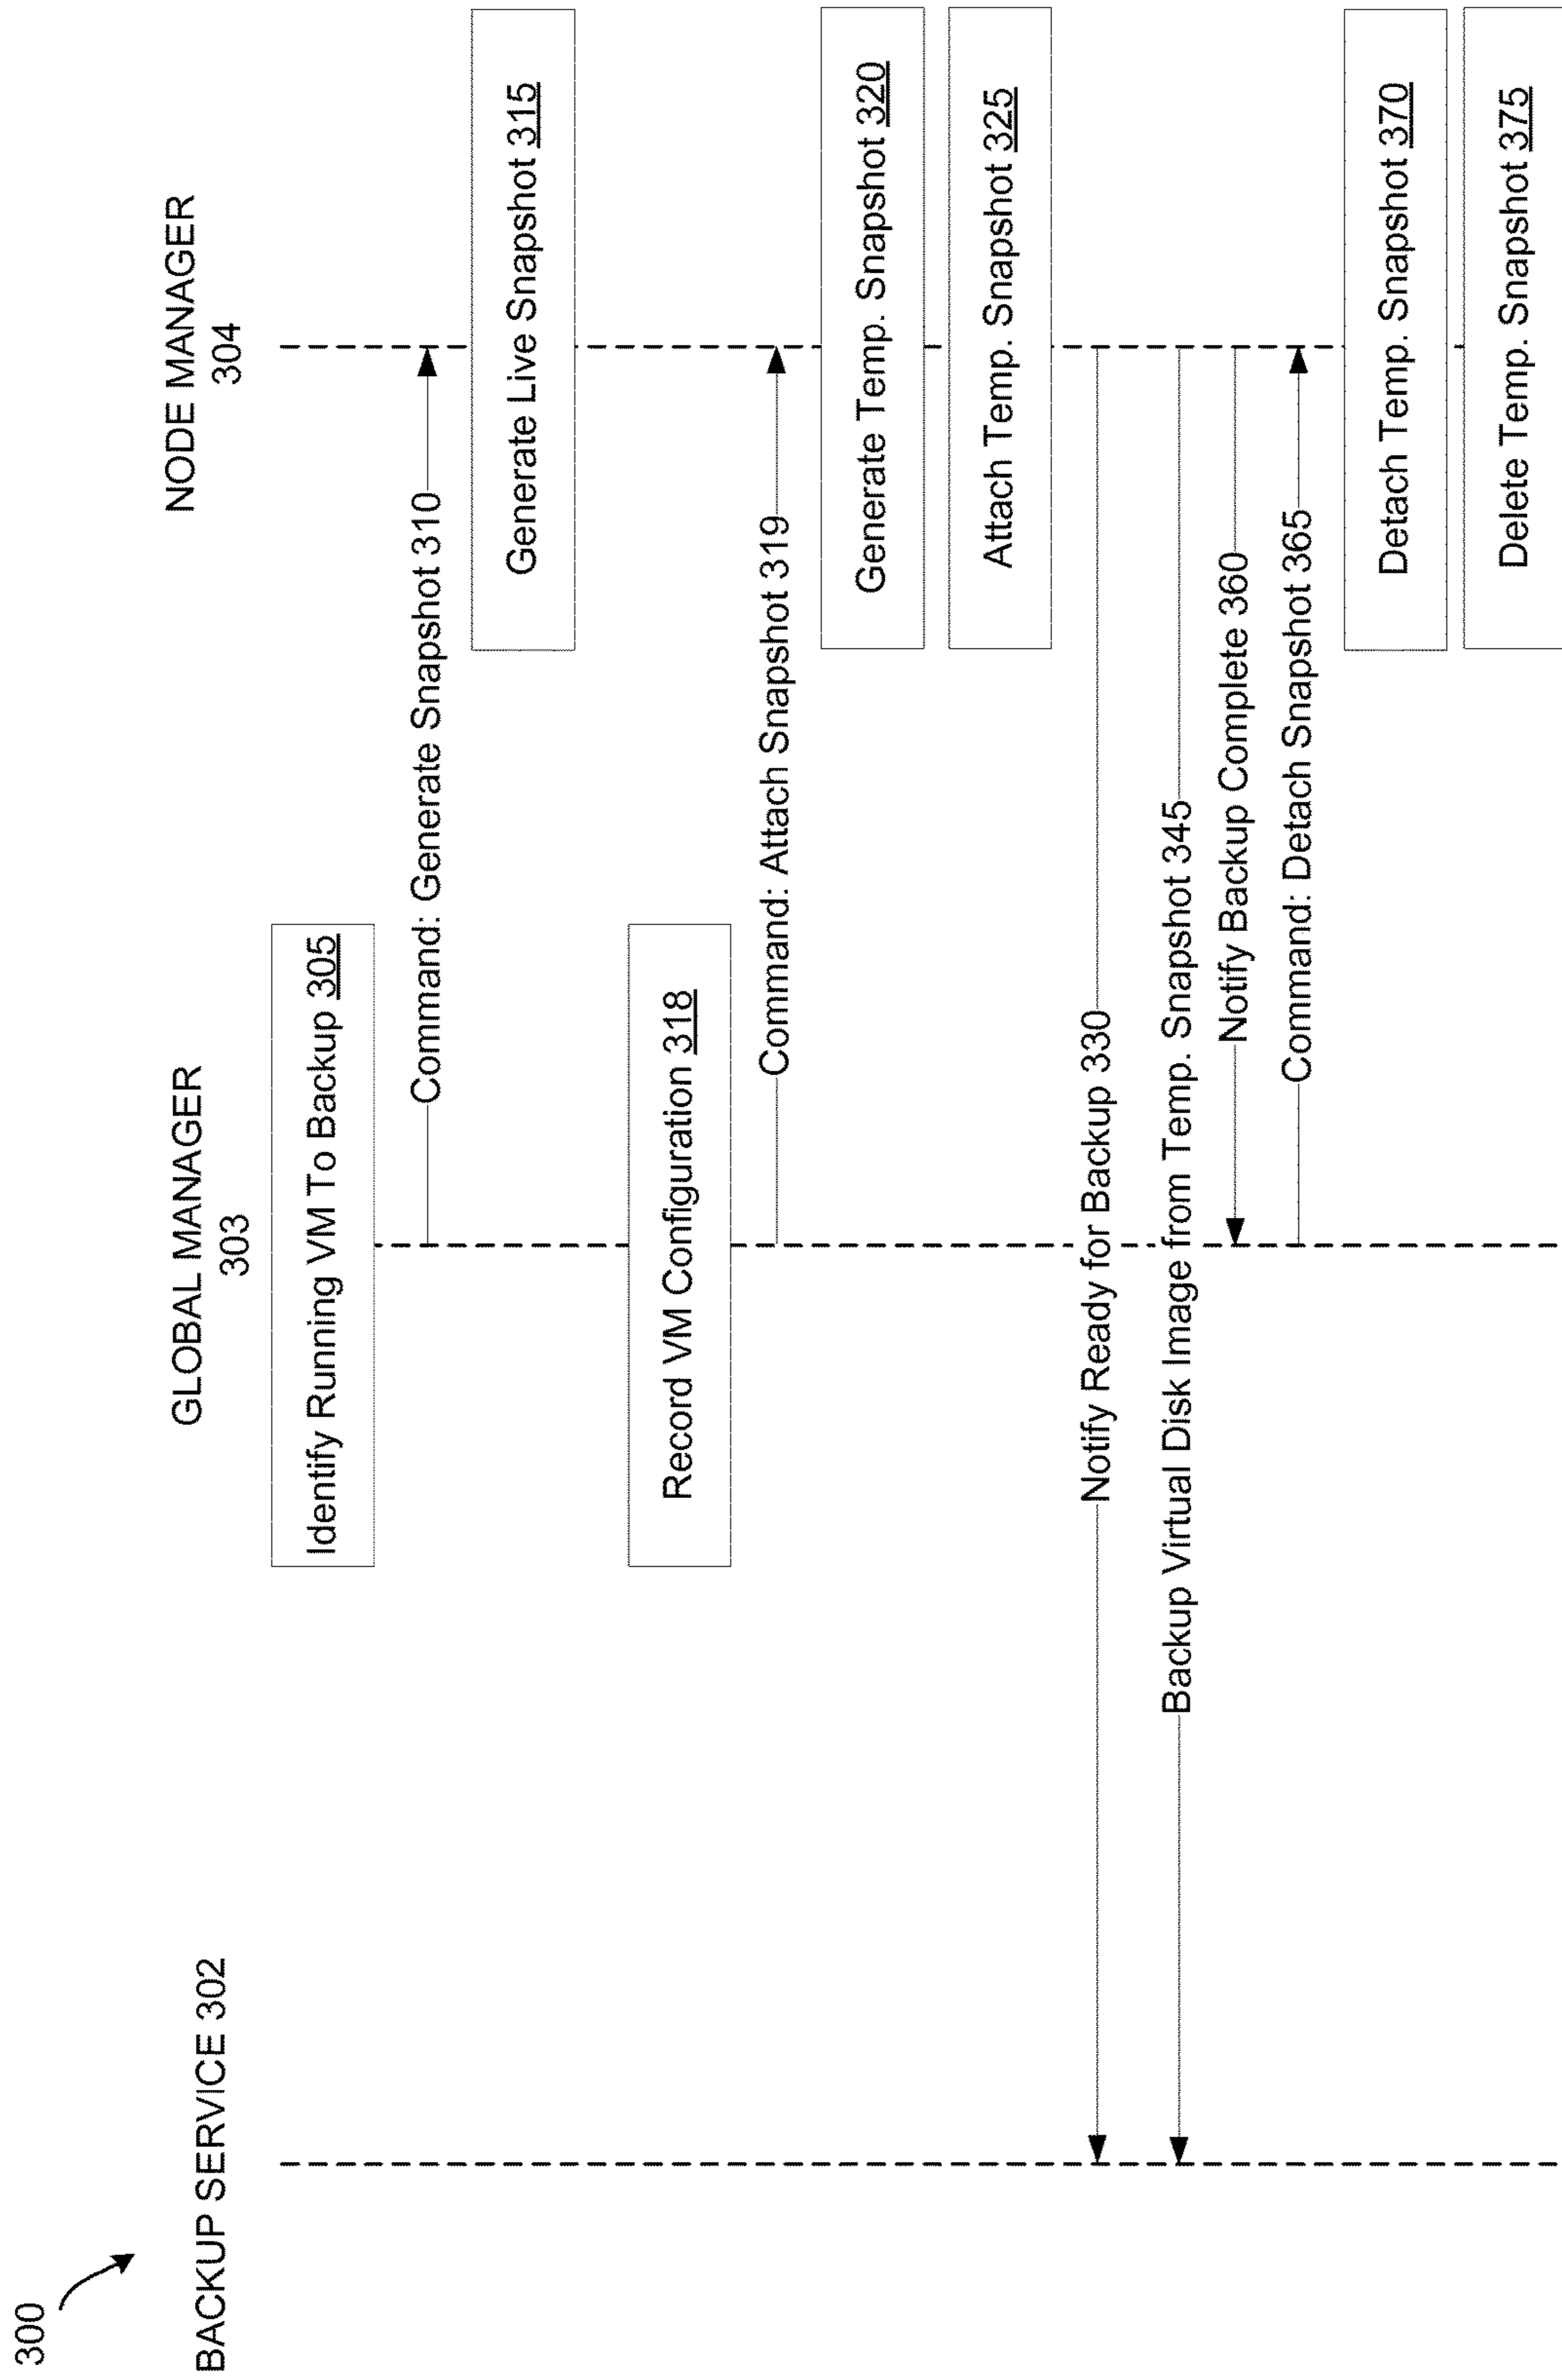 300
BACKUP SERVICE 302
GLOBAL MANAGER
303
NODE MANAGER
304
Identify Running VM To Backup 305
Command: Generate Snapshot 310
Generate Live Snapshot 315
Record VM Configuration 318
Command: Attach Snapshot 319
Generate Temp. Snapshot 320
Attach Temp. Snapshot 325
Notify Ready for Backup 330
Backup Virtual Disk Image from Temp. Snapshot 345
Notify Backup Complete 360
Command: Detach Snapshot 365
Detach Temp. Snapshot 370
Delete Temp. Snapshot 375